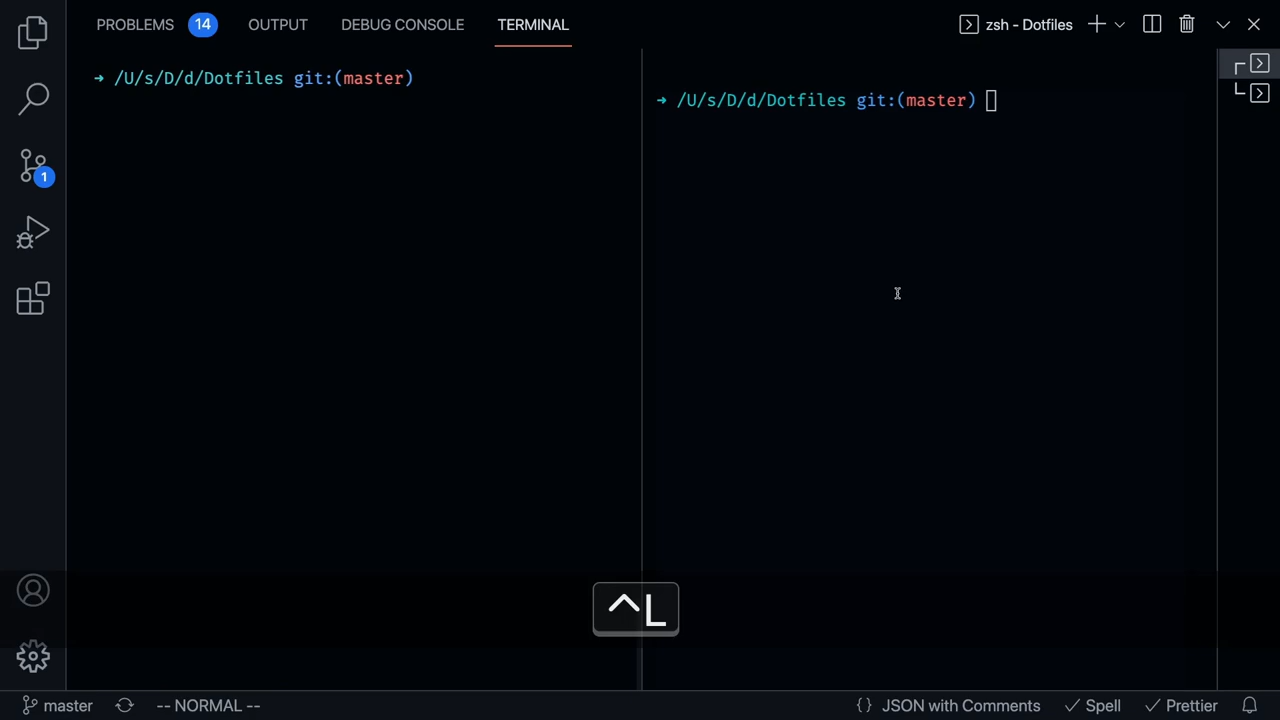 PROBLEMS 14 OUTPUT DEBUG CONSOLE TERMINAL zsh - Dotfiles
➜ /U/s/D/d/Dotfiles git:(master)
➜ /U/s/D/d/Dotfiles git:(master)
1
^L
master -- NORMAL -- {} JSON with Comments ✓ Spell ✓ Prettier